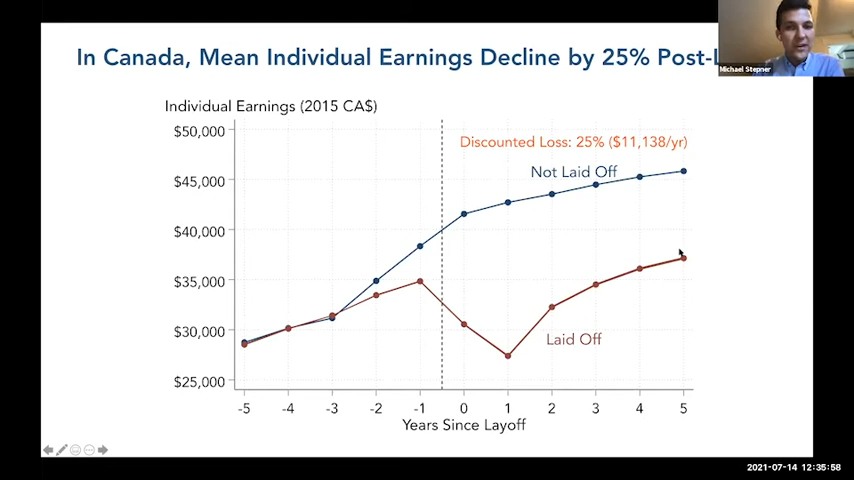 In Canada, Mean Individual Earnings Decline by 25% Post-
Michael Stepner
Individual Earnings (2015 CA$)
$50,000
Discounted Loss: 25% ($11,138/yr)
Not Laid Off
$45,000
$40,000
$35,000
$30,000
Laid Off
$25,000
-5 -4 -3 -2 -1 0 1 2 3 4 5
Years Since Layoff
2021-07-14 12:35:58